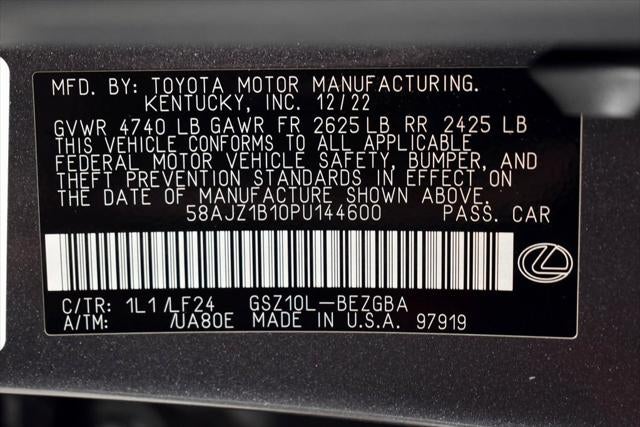 MFD. BY: TOYOTA MOTOR MANUFACTURING.
KENTUCKY, INC. 12/22
GVWR 4740 LB GAWR FR 2625 LB RR 2425 LB
THIS VEHICLE CONFORMS TO ALL APPLICABLE
FEDERAL MOTOR VEHICLE SAFETY, BUMPER, AND
THEFT PREVENTION STANDARDS IN EFFECT ON
THE DATE OF MANUFACTURE SHOWN ABOVE.
58AJZ1B10PU144600 PASS. CAR
C/TR: 1L1/LF24 GSZ10L-BEZGBA
A/TM: /UA80E MADE IN U.S.A. 97919